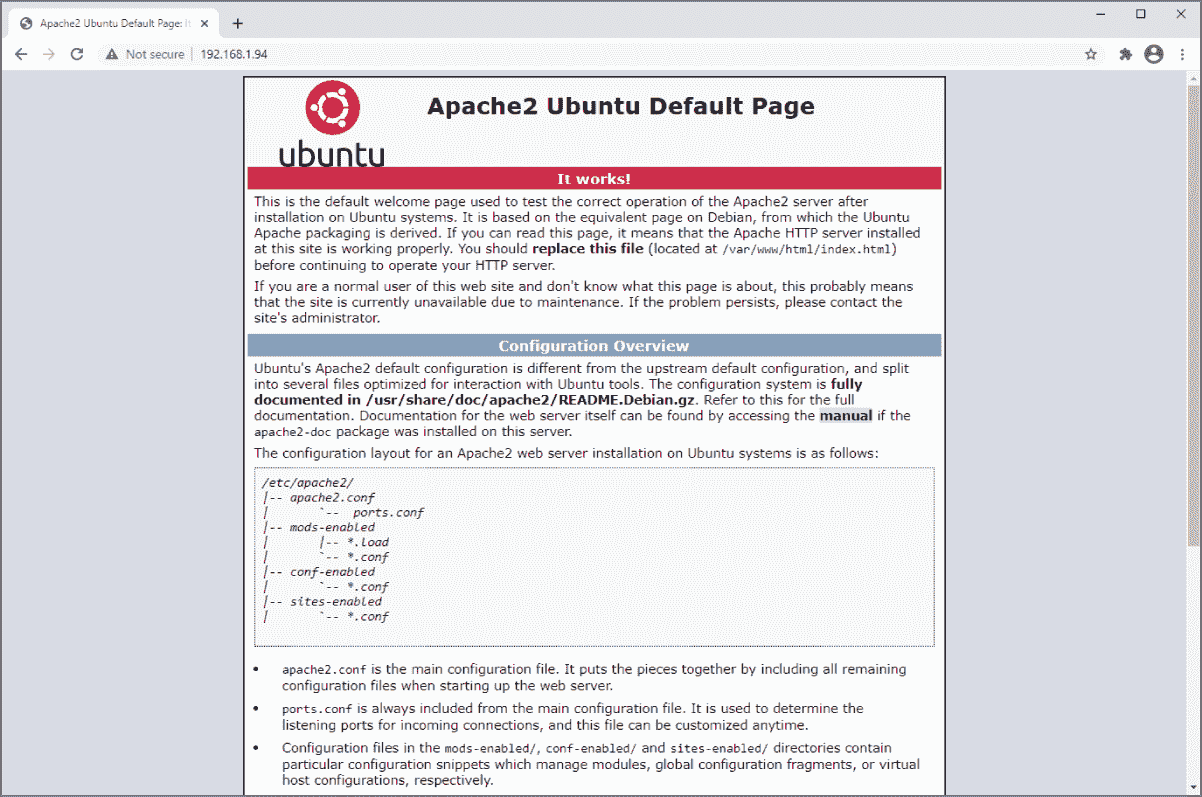 Apache2 Ubuntu Default Page: It
Not secure 192.168.1.94
ubuntu
Apache2 Ubuntu Default Page
It works!
This is the default welcome page used to test the correct operation of the Apache2 server after
installation on Ubuntu systems. It is based on the equivalent page on Debian, from which the Ubuntu
Apache packaging is derived. If you can read this page, it means that the Apache HTTP server installed
at this site is working properly. You should replace this file (located at /var/www/html/index.html)
before continuing to operate your HTTP server.
If you are a normal user of this web site and don't know what this page is about, this probably means
that the site is currently unavailable due to maintenance. If the problem persists, please contact the
site's administrator.
Configuration Overview
Ubuntu's Apache2 default configuration is different from the upstream default configuration, and split
into several files optimized for interaction with Ubuntu tools. The configuration system is fully
documented in /usr/share/doc/apache2/README.Debian.gz. Refer to this for the full
documentation. Documentation for the web server itself can be found by accessing the manual if the
apache2-doc package was installed on this server.
The configuration layout for an Apache2 web server installation on Ubuntu systems is as follows:
/etc/apache2/
|-- apache2.conf
|       `--  ports.conf
|-- mods-enabled
|       |-- *.load
|       `-- *.conf
|-- conf-enabled
|       `-- *.conf
|-- sites-enabled
|       `-- *.conf
• apache2.conf is the main configuration file. It puts the pieces together by including all remaining
configuration files when starting up the web server.
• ports.conf is always included from the main configuration file. It is used to determine the
listening ports for incoming connections, and this file can be customized anytime.
• Configuration files in the mods-enabled/, conf-enabled/ and sites-enabled/ directories contain
particular configuration snippets which manage modules, global configuration fragments, or virtual
host configurations, respectively.